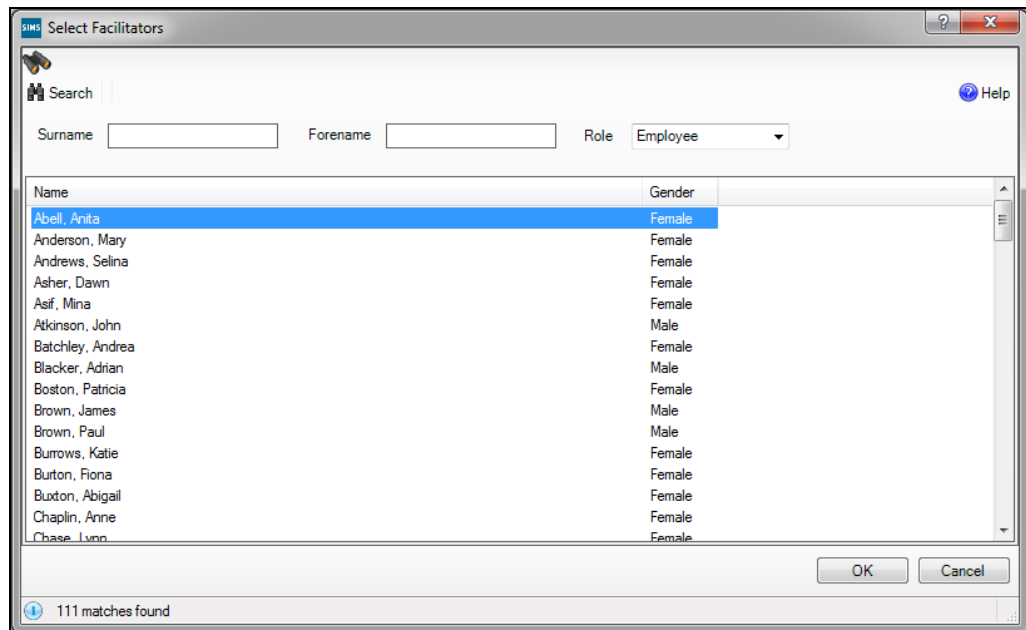 SIMS Select Facilitators
Search Help
Surname Forename Role Employee
Name Gender
Abell, Anita Female
Anderson, Mary Female
Andrews, Selina Female
Asher, Dawn Female
Asif, Mina Female
Atkinson, John Male
Batchley, Andrea Female
Blacker, Adrian Male
Boston, Patricia Female
Brown, James Male
Brown, Paul Male
Burrows, Katie Female
Burton, Fiona Female
Buxton, Abigail Female
Chaplin, Anne Female
Chase, Lynn Female
OK Cancel
111 matches found